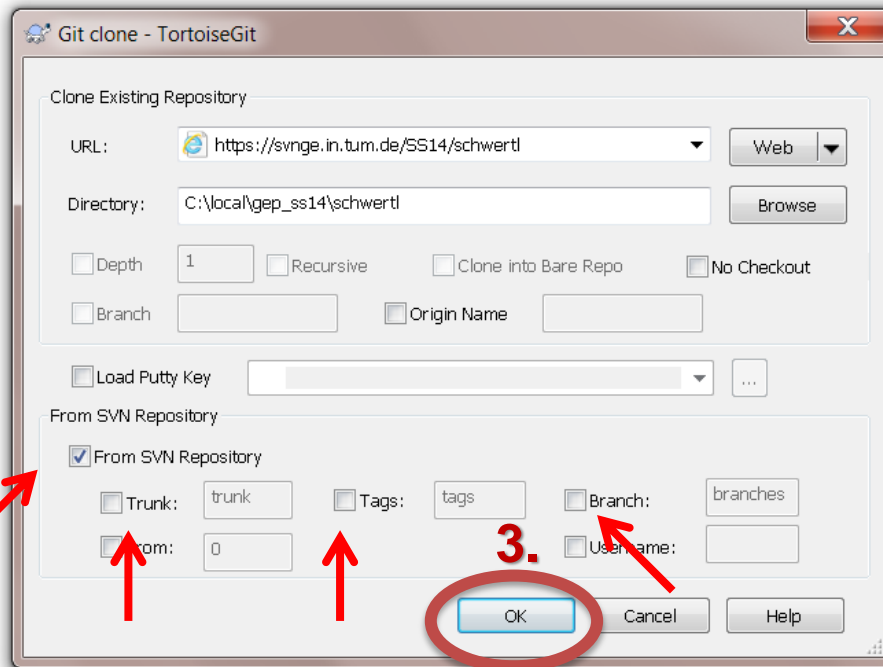 Git clone - TortoiseGit
X
Clone Existing Repository
URL: https://svnge.in.tum.de/SS14/schwertl Web
Directory: C:\local\gep_ss14\schwertl Browse
Depth 1 Recursive Clone into Bare Repo No Checkout
Branch Origin Name
Load Putty Key ...
From SVN Repository
From SVN Repository
Trunk: trunk Tags: tags Branch: branches
From: 0 Username:
3.
OK Cancel Help